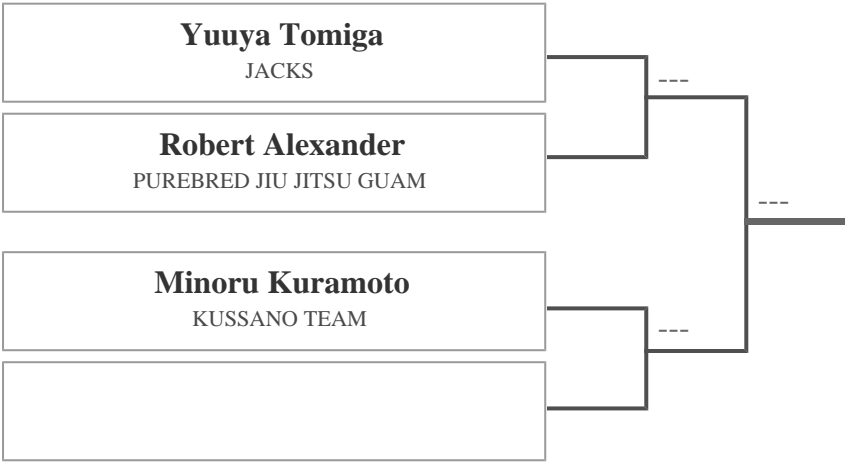 Yuuya Tomiga
JACKS
---
Robert Alexander
PUREBRED JIU JITSU GUAM
---
Minoru Kuramoto
KUSSANO TEAM
---